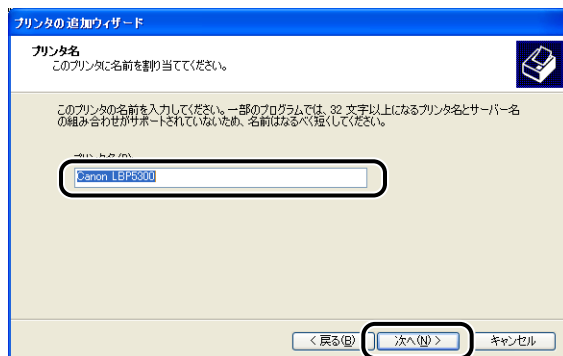 プリンタの追加ウィザード
プリンタ名
このプリンタに名前を割り当ててください。
このプリンタの名前を入力してください。一部のプログラムでは、32 文字以上になるプリンタ名とサーバー名
の組み合わせがサポートされていないため、名前はなるべく短くしてください。
Canon LBP5300
< 戻る(B) 次へ(N) > キャンセル